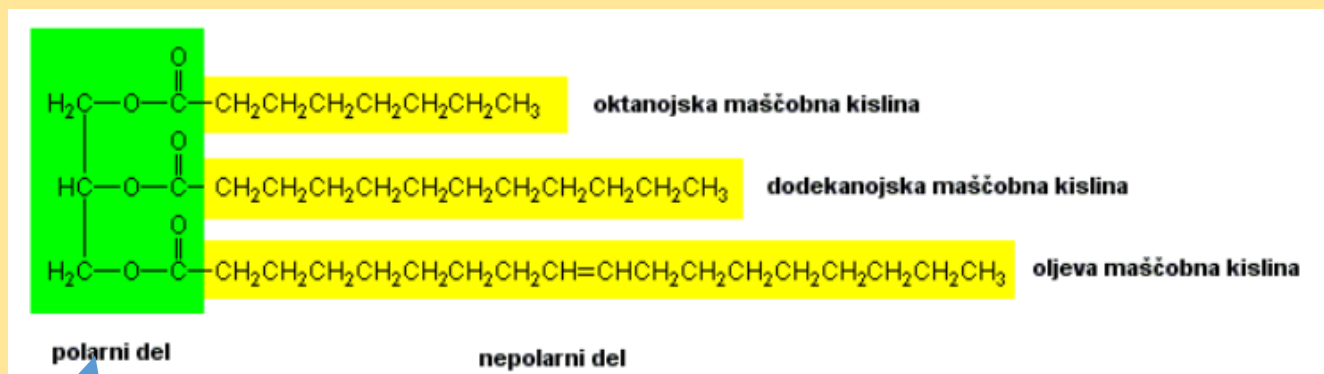 O
H₂C—O—C—CH₂CH₂CH₂CH₂CH₂CH₂CH₃ oktanojska maščobna kislina
O
HC—O—C—CH₂CH₂CH₂CH₂CH₂CH₂CH₂CH₂CH₂CH₂CH₃ dodekanojska maščobna kislina
O
H₂C—O—C—CH₂CH₂CH₂CH₂CH₂CH₂CH₂CH=CHCH₂CH₂CH₂CH₂CH₂CH₂CH₂CH₃ oljeva maščobna kislina
polarni del nepolarni del